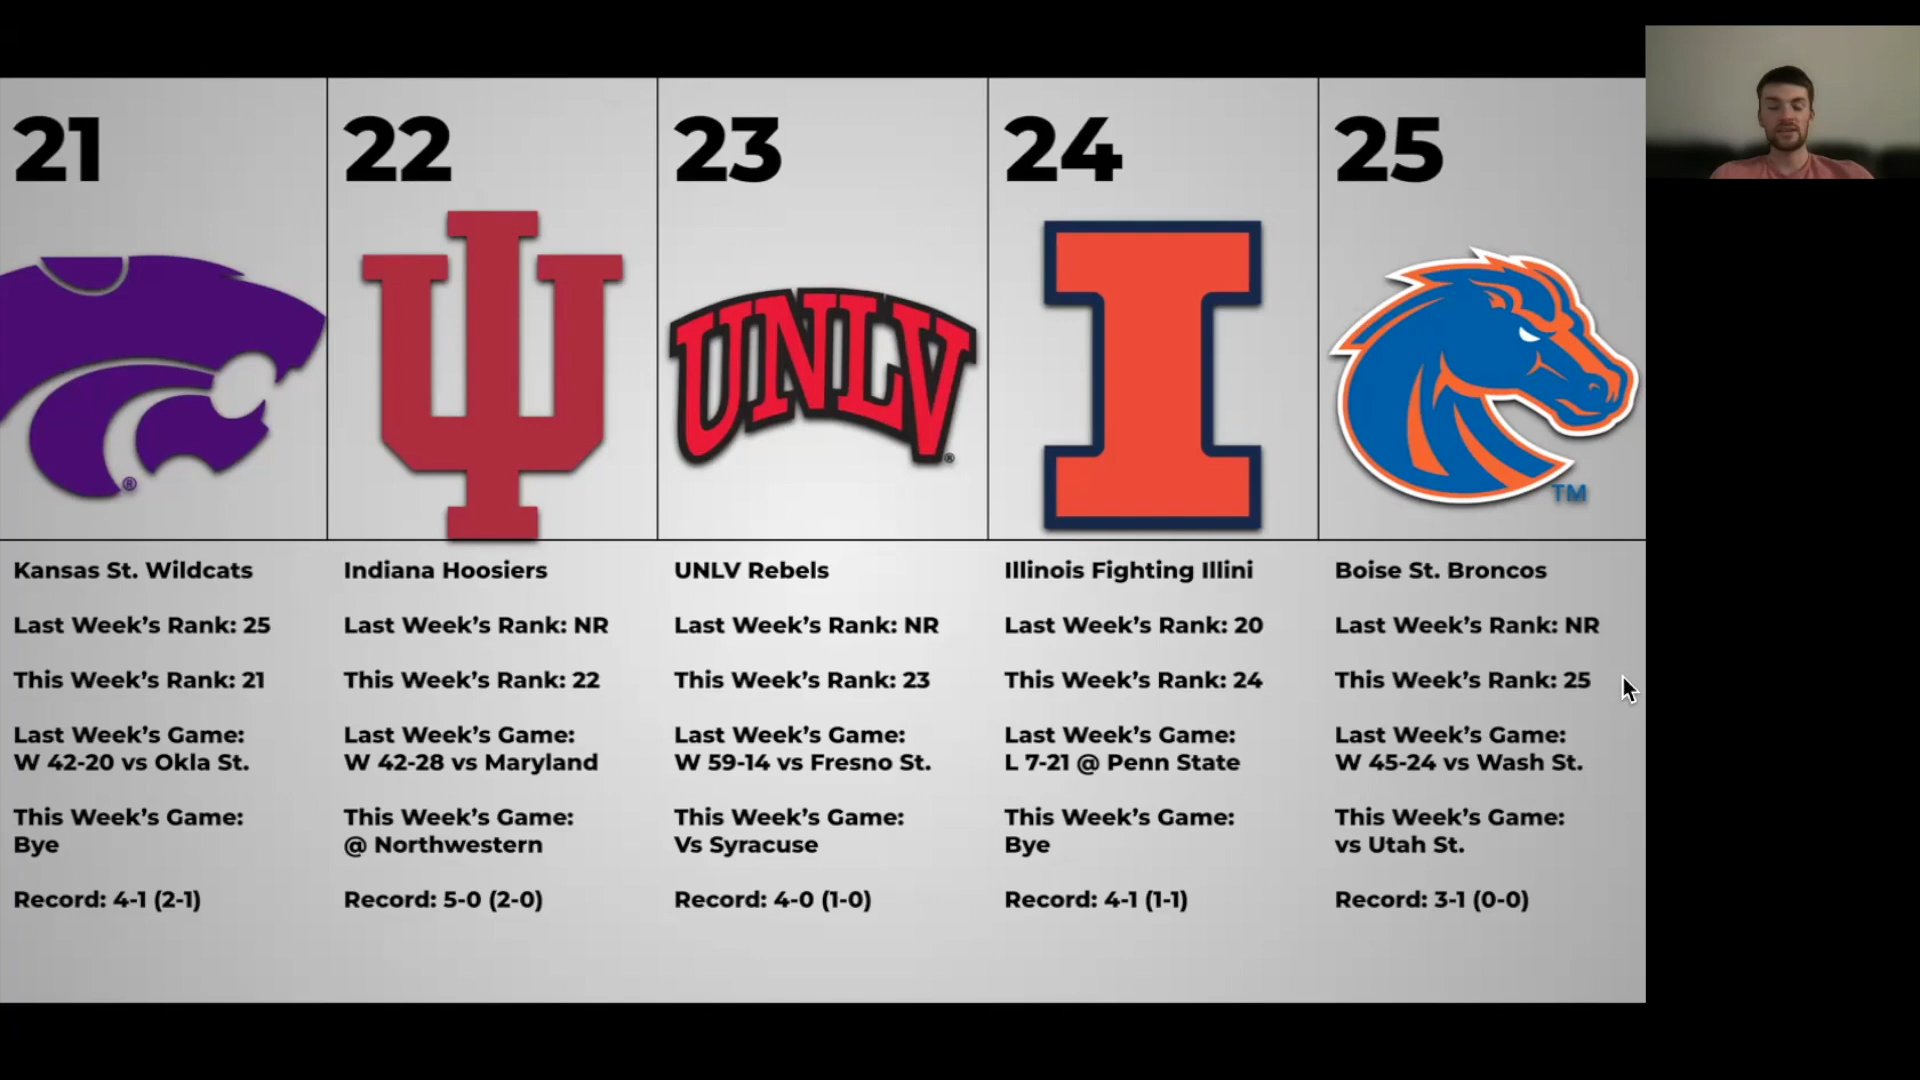 21
®
Kansas St. Wildcats
Last Week's Rank: 25
This Week's Rank: 21
Last Week's Game:
W 42-20 vs Okla St.
This Week's Game:
Bye
Record: 4-1 (2-1)
22
Indiana Hoosiers
Last Week's Rank: NR
This Week's Rank: 22
Last Week's Game:
W 42-28 vs Maryland
This Week's Game:
@ Northwestern
Record: 5-0 (2-0)
23
UNLV
®
UNLV Rebels
Last Week's Rank: NR
This Week's Rank: 23
Last Week's Game:
W 59-14 vs Fresno St.
This Week's Game:
Vs Syracuse
Record: 4-0 (1-0)
24
I
Illinois Fighting Illini
Last Week's Rank: 20
This Week's Rank: 24
Last Week's Game:
L 7-21 @ Penn State
This Week's Game:
Bye
Record: 4-1 (1-1)
25
TM
Boise St. Broncos
Last Week's Rank: NR
This Week's Rank: 25
Last Week's Game:
W 45-24 vs Wash St.
This Week's Game:
vs Utah St.
Record: 3-1 (0-0)